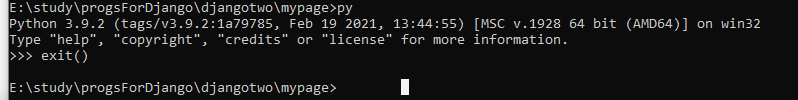 E:\study\progsForDjango\djangotwo\mypage>py
Python 3.9.2 (tags/v3.9.2:1a79785, Feb 19 2021, 13:44:55) [MSC v.1928 64 bit (AMD64)] on win32
Type "help", "copyright", "credits" or "license" for more information.
>>> exit()
E:\study\progsForDjango\djangotwo\mypage>